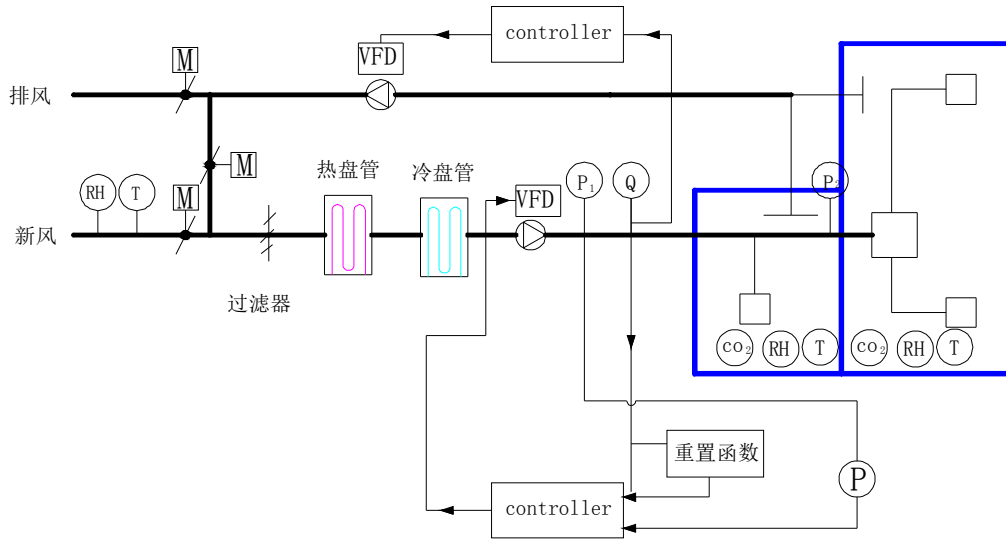 controller
VFD
M
排风
M
热盘管
冷盘管
RH
T
M
VFD
P₁
Q
P₂
新风
过滤器
co₂
RH
T
co₂
RH
T
重置函数
P
controller